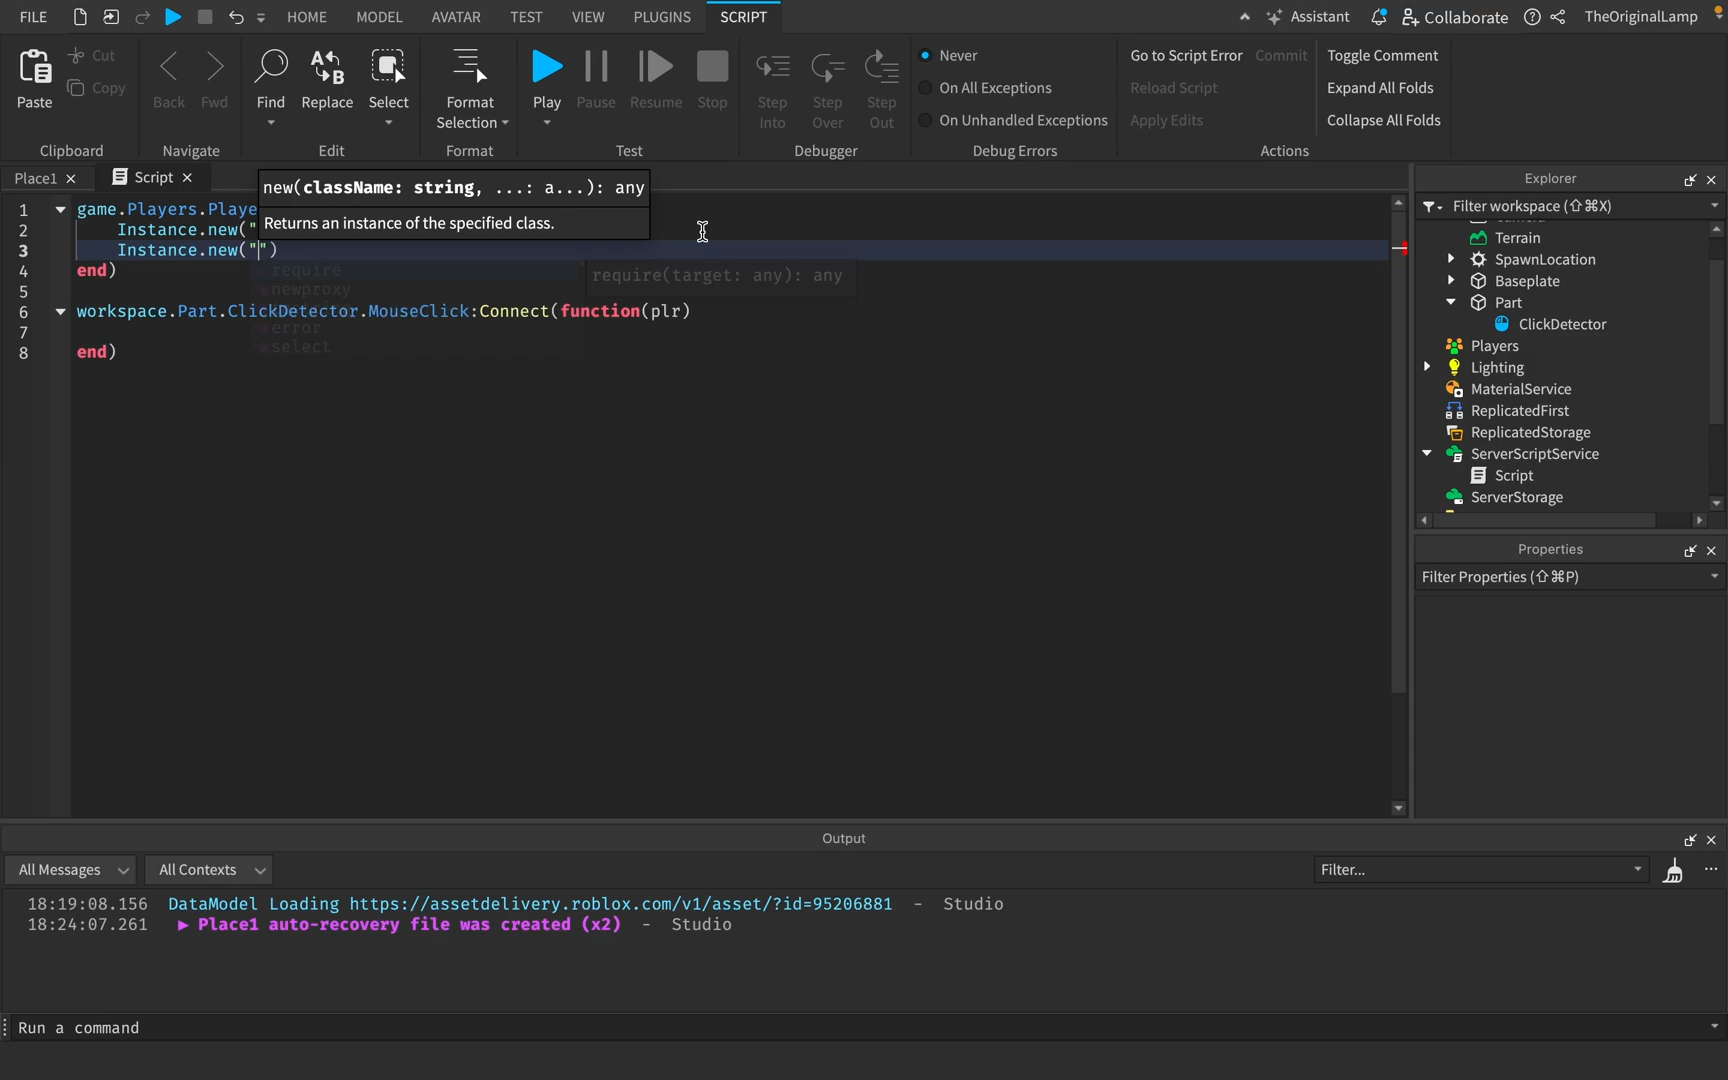 FILE HOME MODEL AVATAR TEST VIEW PLUGINS SCRIPT Assistant Collaborate TheOriginalLamp
Paste Cut Copy Back Fwd Find Replace Select Format Selection Play Pause Resume Stop Step Into Step Over Step Out
Never
On All Exceptions
On Unhandled Exceptions
Go to Script Error Commit
Reload Script
Apply Edits
Toggle Comment
Expand All Folds
Collapse All Folds
Clipboard Navigate Edit Format Test Debugger Debug Errors Actions
Place1 Script
new(className: string, ...: a...): any
Returns an instance of the specified class.
1 game.Players.Playe
2 Instance.new("
3 Instance.new("")
4 end)
5
6 workspace.Part.ClickDetector.MouseClick:Connect(function(plr)
7
8 end)
require
newproxy
error
select
require(target: any): any
Explorer
Filter workspace (⇧⌘X)
Terrain
SpawnLocation
Baseplate
Part
ClickDetector
Players
Lighting
MaterialService
ReplicatedFirst
ReplicatedStorage
ServerScriptService
Script
ServerStorage
Properties
Filter Properties (⇧⌘P)
Output
All Messages All Contexts Filter...
18:19:08.156 DataModel Loading https://assetdelivery.roblox.com/v1/asset/?id=95206881 - Studio
18:24:07.261 ▶ Place1 auto-recovery file was created (x2) - Studio
Run a command